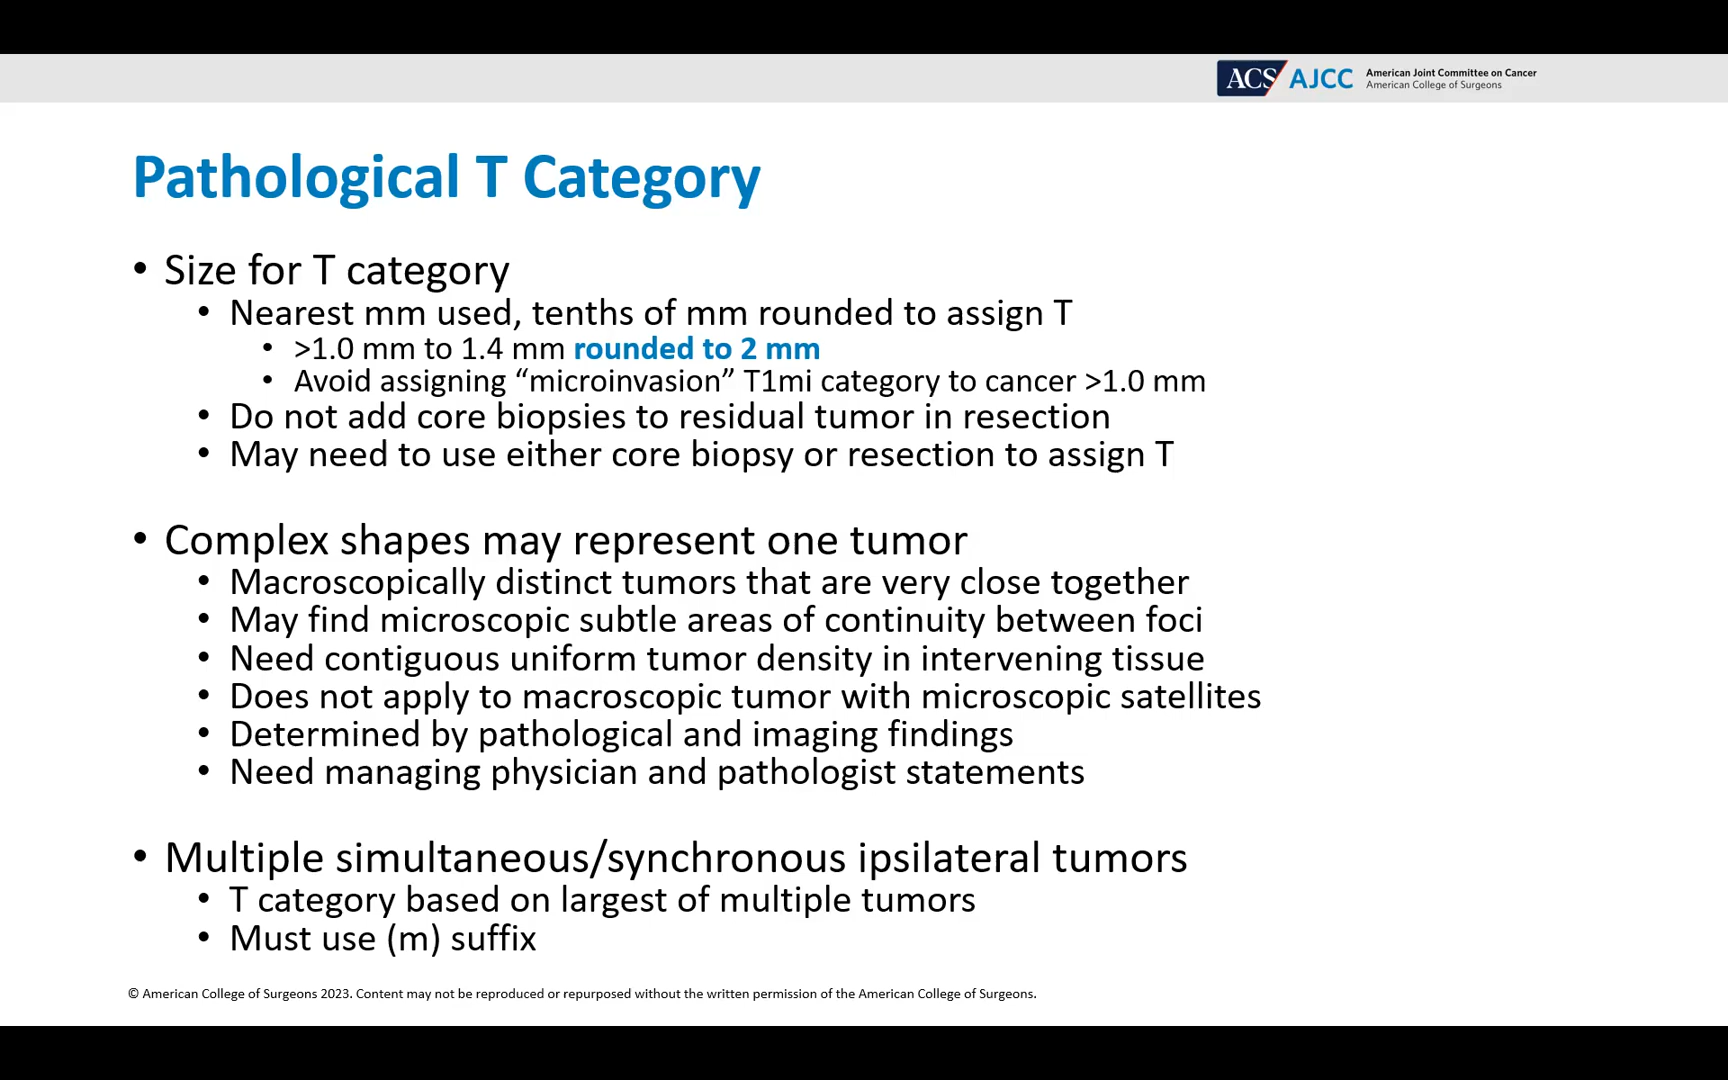 ACS AJCC American Joint Committee on Cancer
American College of Surgeons
Pathological T Category
• Size for T category
• Nearest mm used, tenths of mm rounded to assign T
• >1.0 mm to 1.4 mm rounded to 2 mm
• Avoid assigning “microinvasion” T1mi category to cancer >1.0 mm
• Do not add core biopsies to residual tumor in resection
• May need to use either core biopsy or resection to assign T
• Complex shapes may represent one tumor
• Macroscopically distinct tumors that are very close together
• May find microscopic subtle areas of continuity between foci
• Need contiguous uniform tumor density in intervening tissue
• Does not apply to macroscopic tumor with microscopic satellites
• Determined by pathological and imaging findings
• Need managing physician and pathologist statements
• Multiple simultaneous/synchronous ipsilateral tumors
• T category based on largest of multiple tumors
• Must use (m) suffix
© American College of Surgeons 2023. Content may not be reproduced or repurposed without the written permission of the American College of Surgeons.